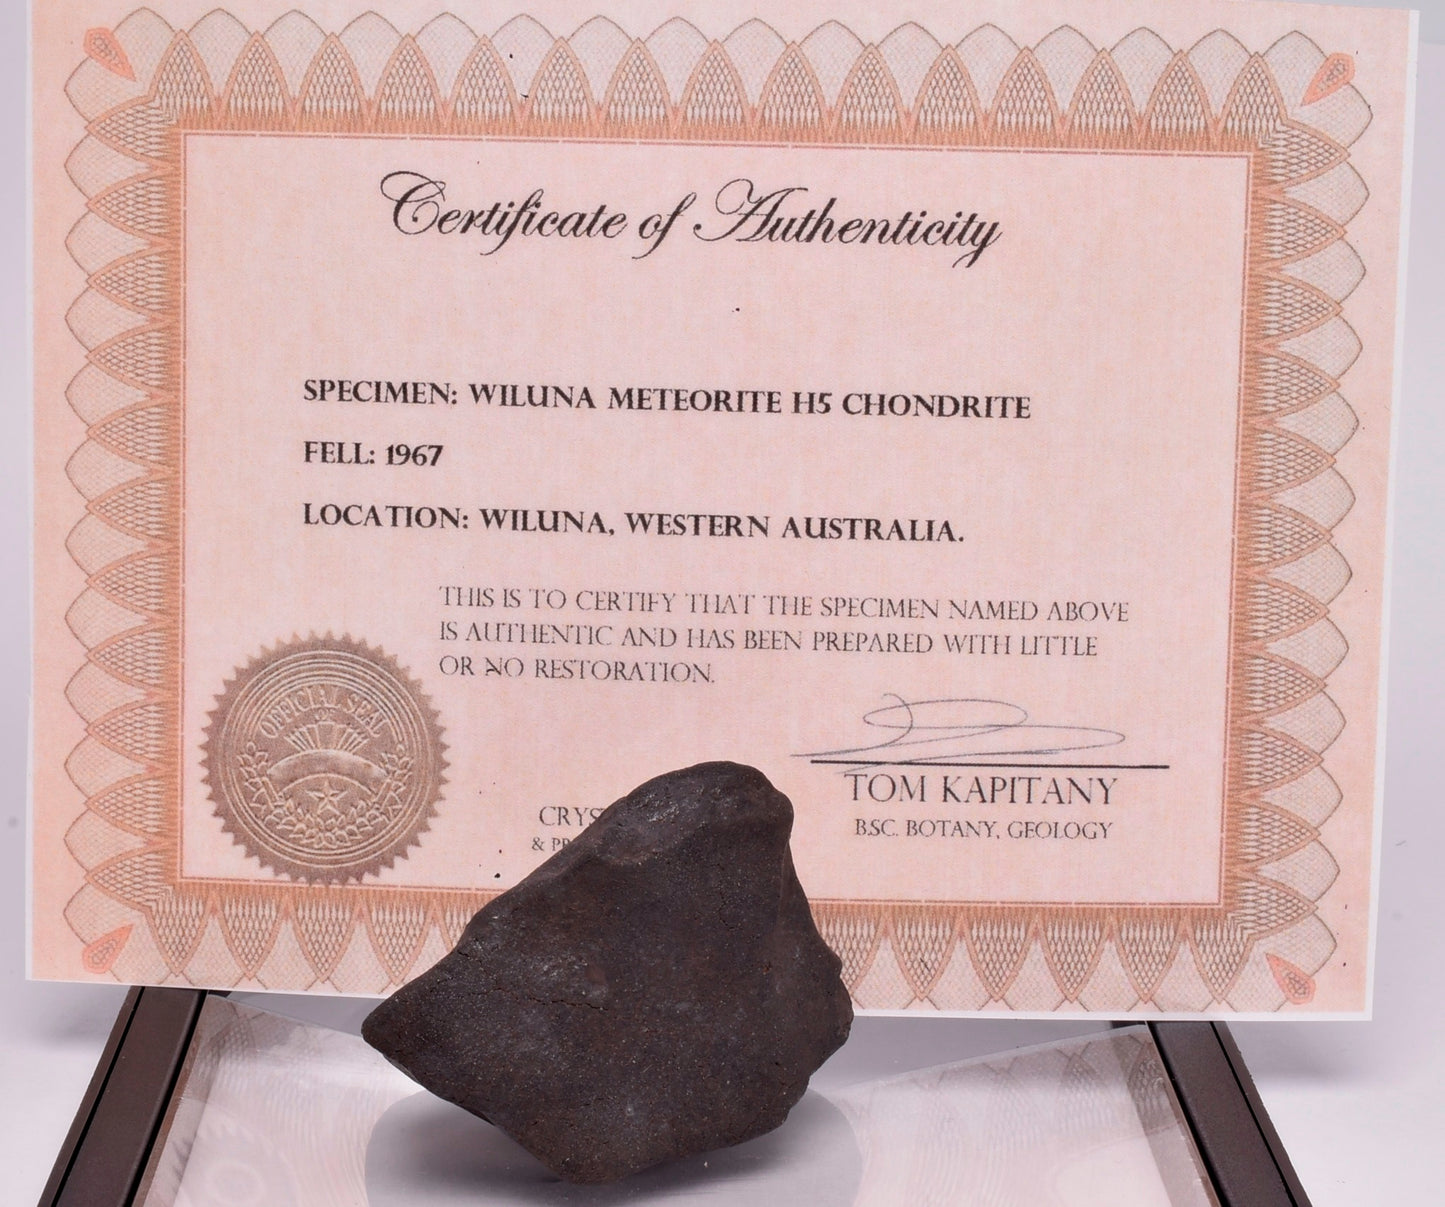 Certificate of Authenticity
SPECIMEN: WILUNA METEORITE H5 CHONDRITE
FELL: 1967
LOCATION: WILUNA, WESTERN AUSTRALIA.
THIS IS TO CERTIFY THAT THE SPECIMEN NAMED ABOVE
IS AUTHENTIC AND HAS BEEN PREPARED WITH LITTLE
OR NO RESTORATION.
OFFICIAL SEAL
TOM KAPITANY
B.SC. BOTANY, GEOLOGY
&